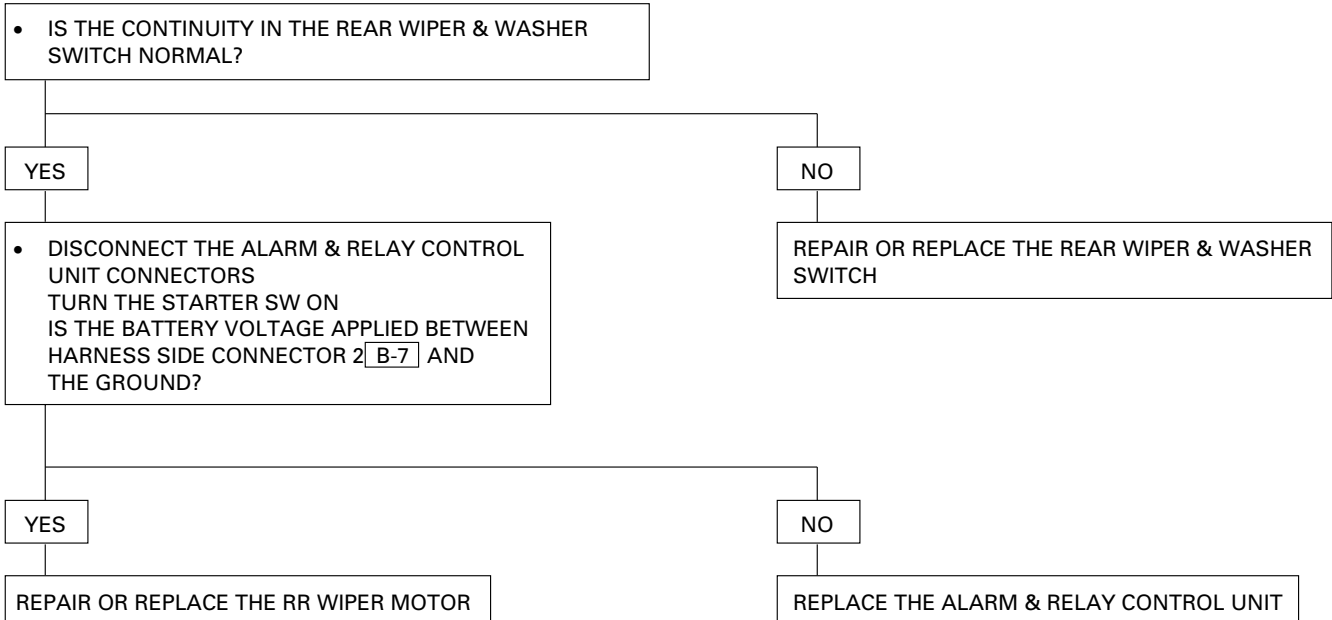 • IS THE CONTINUITY IN THE REAR WIPER & WASHER
SWITCH NORMAL?
YES
NO
• DISCONNECT THE ALARM & RELAY CONTROL
UNIT CONNECTORS
TURN THE STARTER SW ON
IS THE BATTERY VOLTAGE APPLIED BETWEEN
HARNESS SIDE CONNECTOR 2 B-7 AND
THE GROUND?
REPAIR OR REPLACE THE REAR WIPER & WASHER
SWITCH
YES
NO
REPAIR OR REPLACE THE RR WIPER MOTOR
REPLACE THE ALARM & RELAY CONTROL UNIT